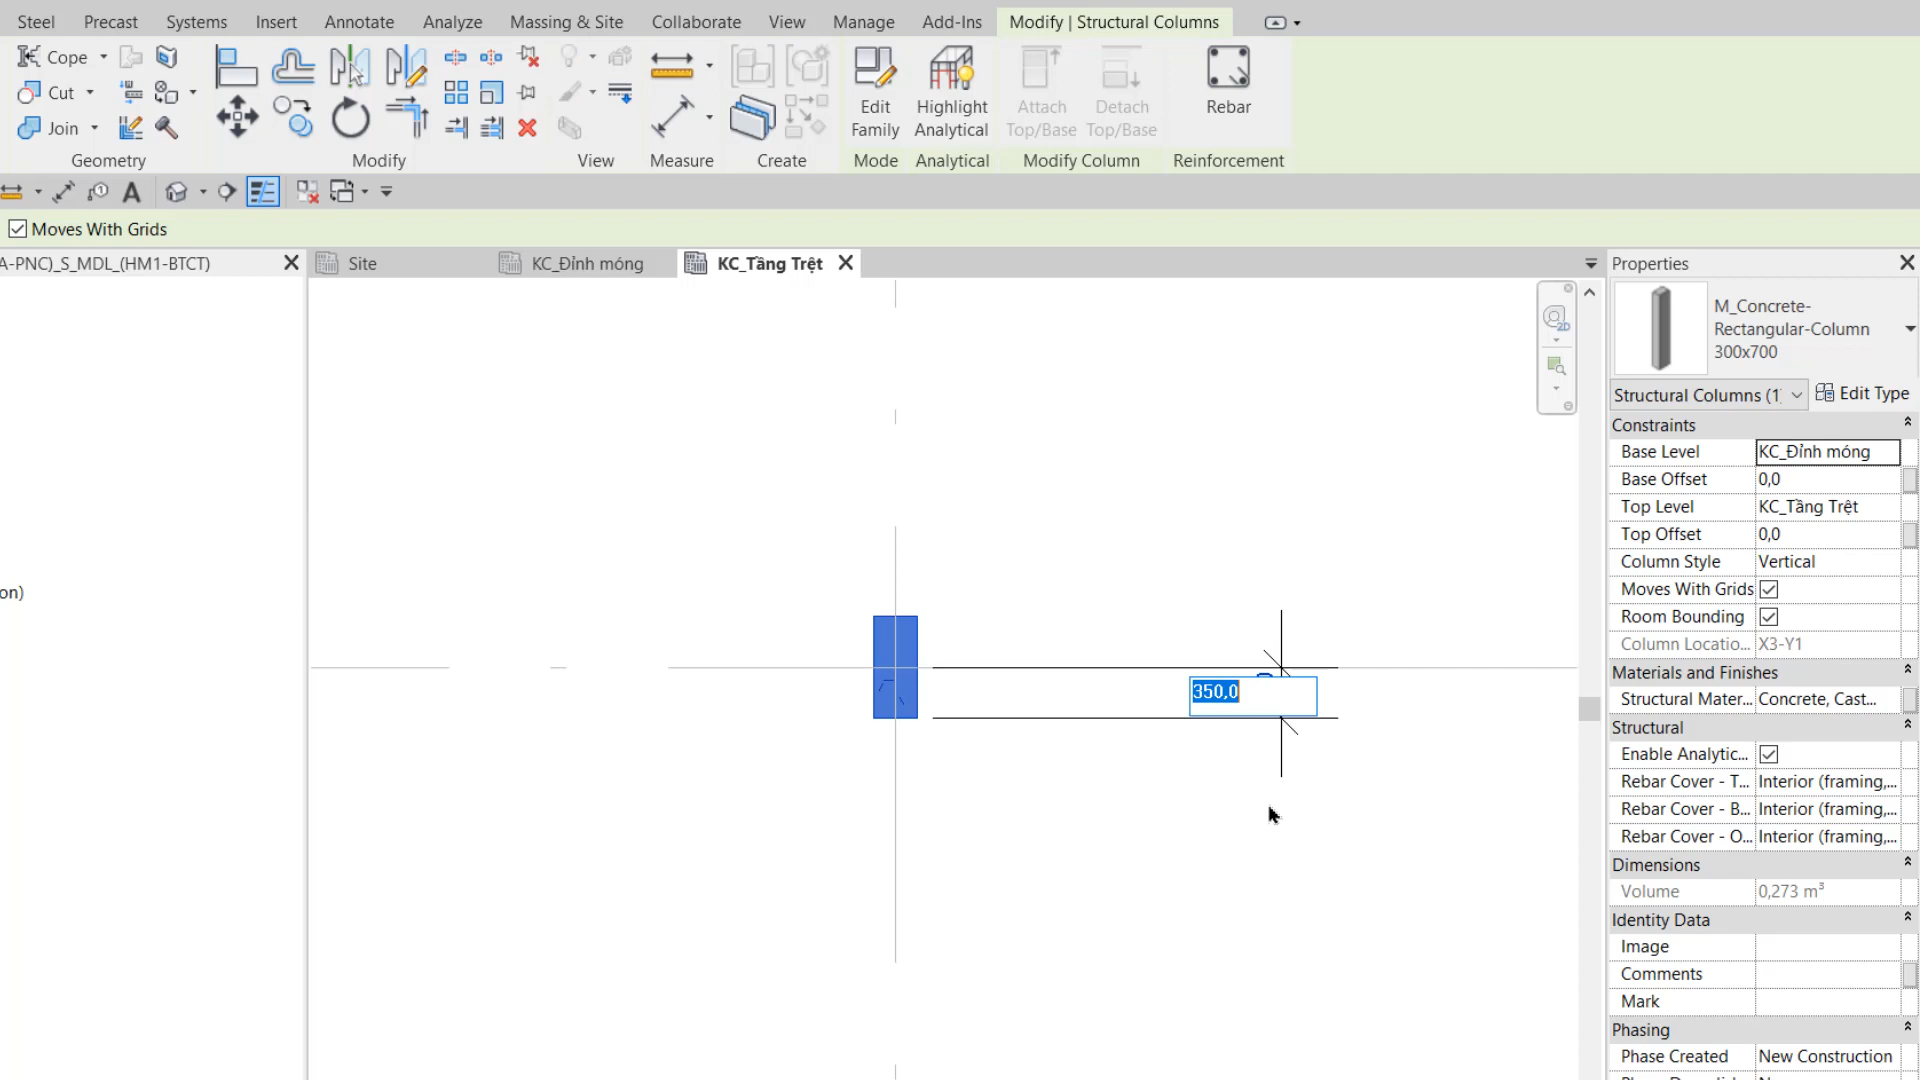 Steel Precast Systems Insert Annotate Analyze Massing & Site Collaborate View Manage Add-Ins Modify | Structural Columns
Cope
Cut
Join
Geometry
Modify
View
Measure
Create
Edit
Family
Mode
Highlight
Analytical
Analytical
Attach
Top/Base
Detach
Top/Base
Modify Column
Rebar
Reinforcement
A
Moves With Grids
A-PNC)_S_MDL_(HM1-BTCT)
Site
KC_Đỉnh móng
KC_Tầng Trệt
on)
2D
350,0
Properties
M_Concrete-
Rectangular-Column
300x700
Structural Columns (1
Edit Type
Constraints
Base Level KC_Đỉnh móng
Base Offset 0,0
Top Level KC_Tầng Trệt
Top Offset 0,0
Column Style Vertical
Moves With Grids
Room Bounding
Column Locatio... X3-Y1
Materials and Finishes
Structural Mater... Concrete, Cast...
Structural
Enable Analytic...
Rebar Cover - T... Interior (framing,...
Rebar Cover - B... Interior (framing,...
Rebar Cover - O... Interior (framing,...
Dimensions
Volume 0,273 m³
Identity Data
Image
Comments
Mark
Phasing
Phase Created New Construction